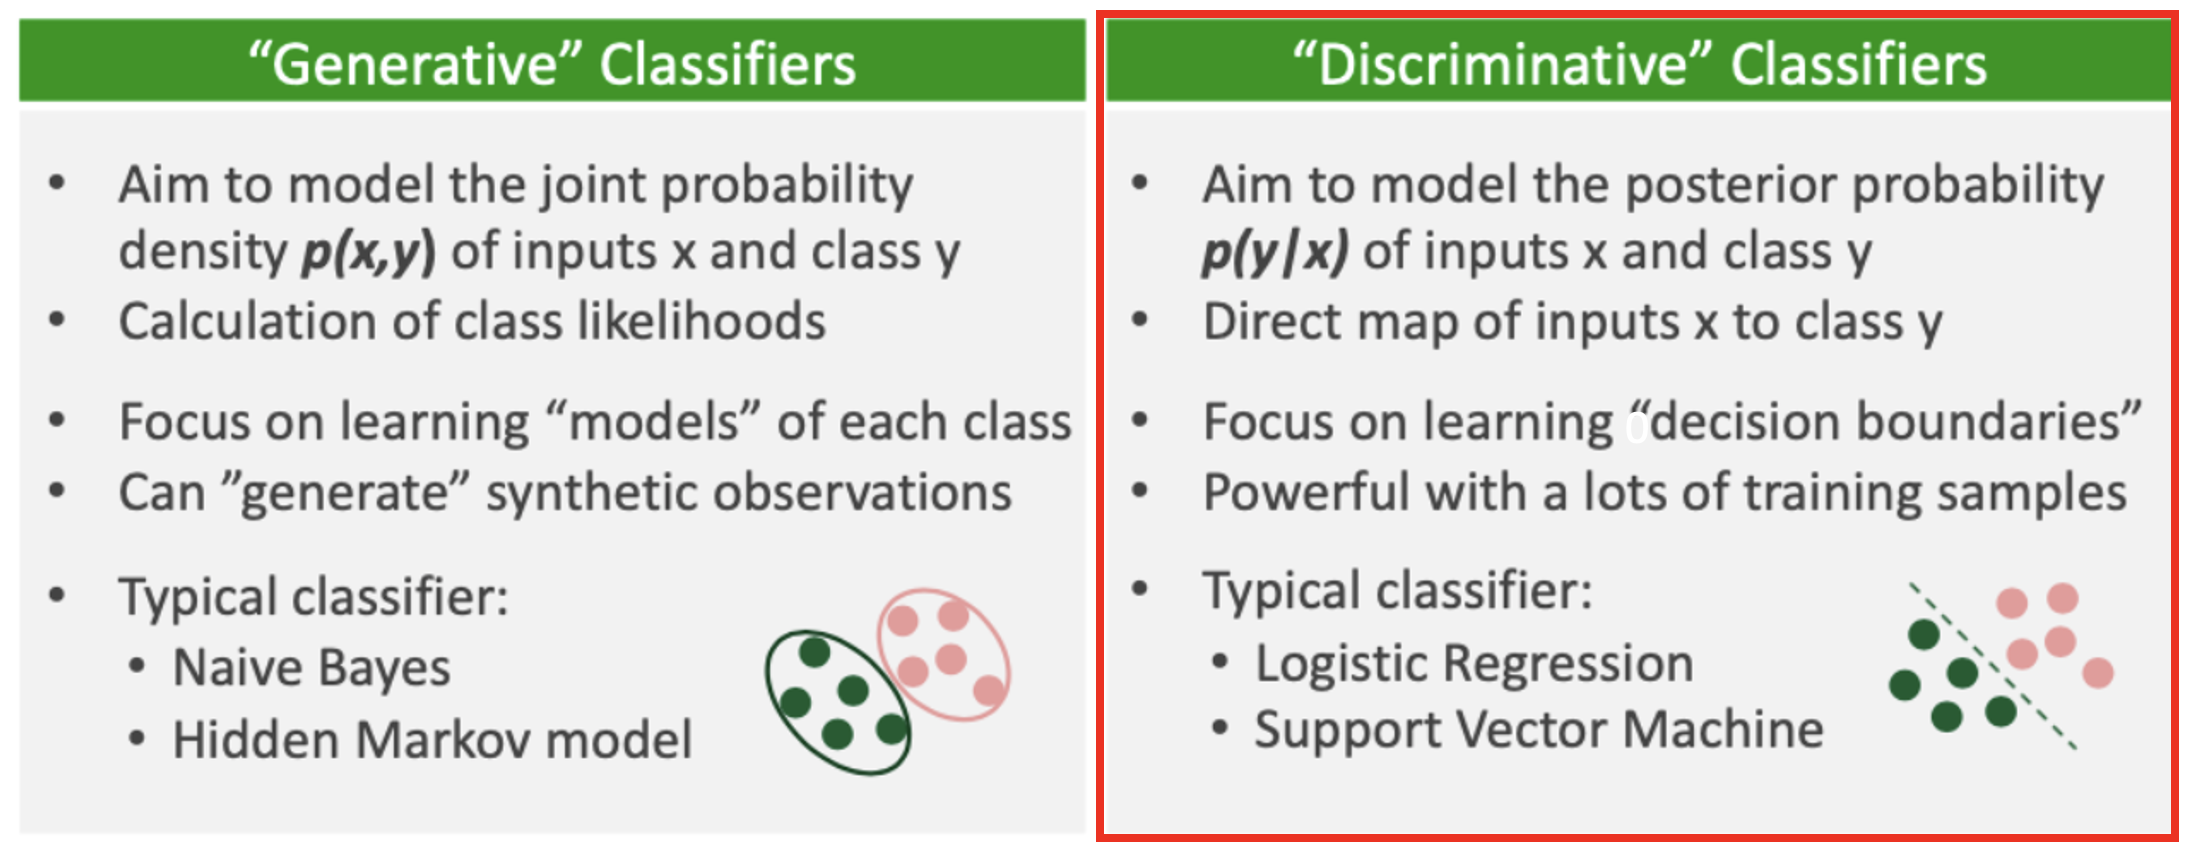 “Generative” Classifiers
• Aim to model the joint probability
density p(x,y) of inputs x and class y
• Calculation of class likelihoods
• Focus on learning “models” of each class
• Can ”generate” synthetic observations
• Typical classifier:
• Naive Bayes
• Hidden Markov model
“Discriminative” Classifiers
• Aim to model the posterior probability
p(y|x) of inputs x and class y
• Direct map of inputs x to class y
• Focus on learning “decision boundaries”
• Powerful with a lots of training samples
• Typical classifier:
• Logistic Regression
• Support Vector Machine